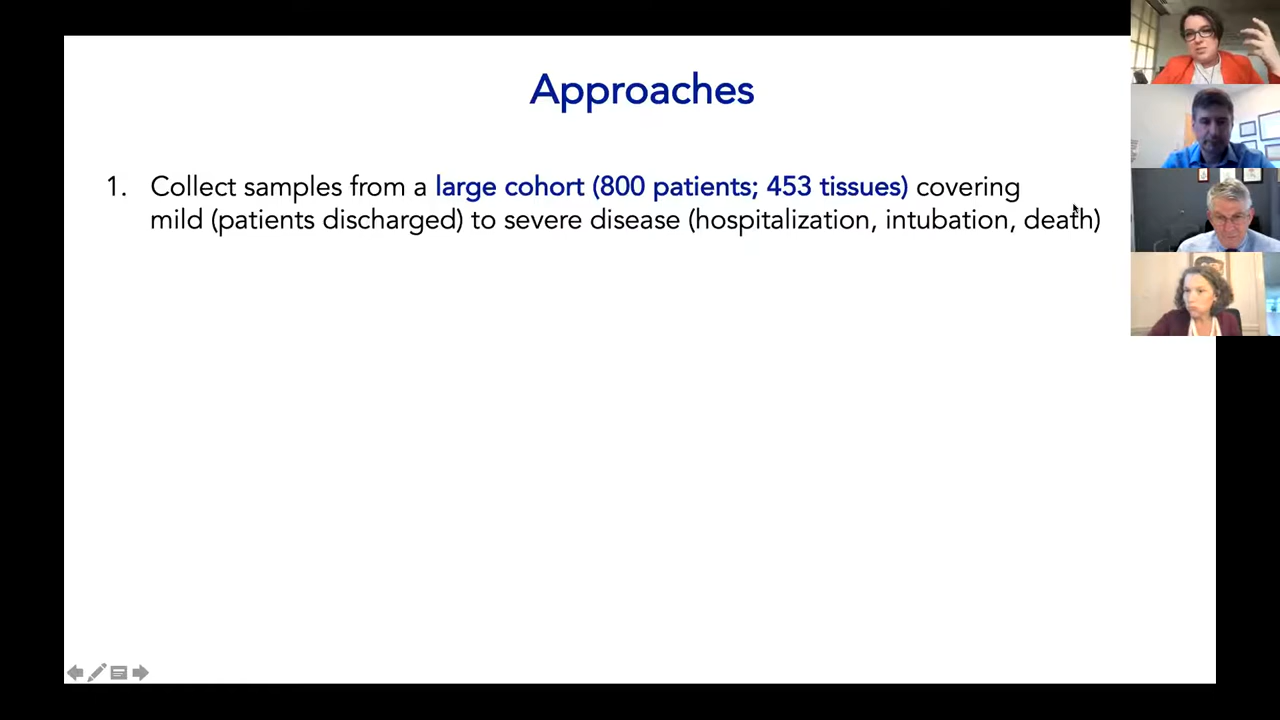 Approaches
1. Collect samples from a large cohort (800 patients; 453 tissues) covering
mild (patients discharged) to severe disease (hospitalization, intubation, death)